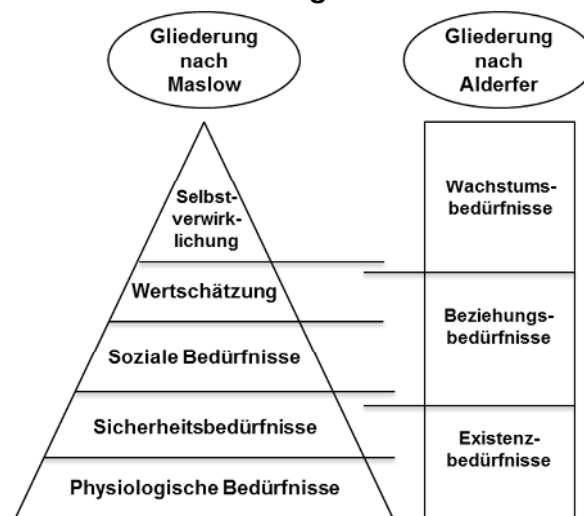 Gliederung
nach
Maslow
Gliederung
nach
Alderfer
Selbst-
verwirk-
lichung
Wertschätzung
Soziale Bedürfnisse
Sicherheitsbedürfnisse
Physiologische Bedürfnisse
Wachstums-
bedürfnisse
Beziehungs-
bedürfnisse
Existenz-
bedürfnisse